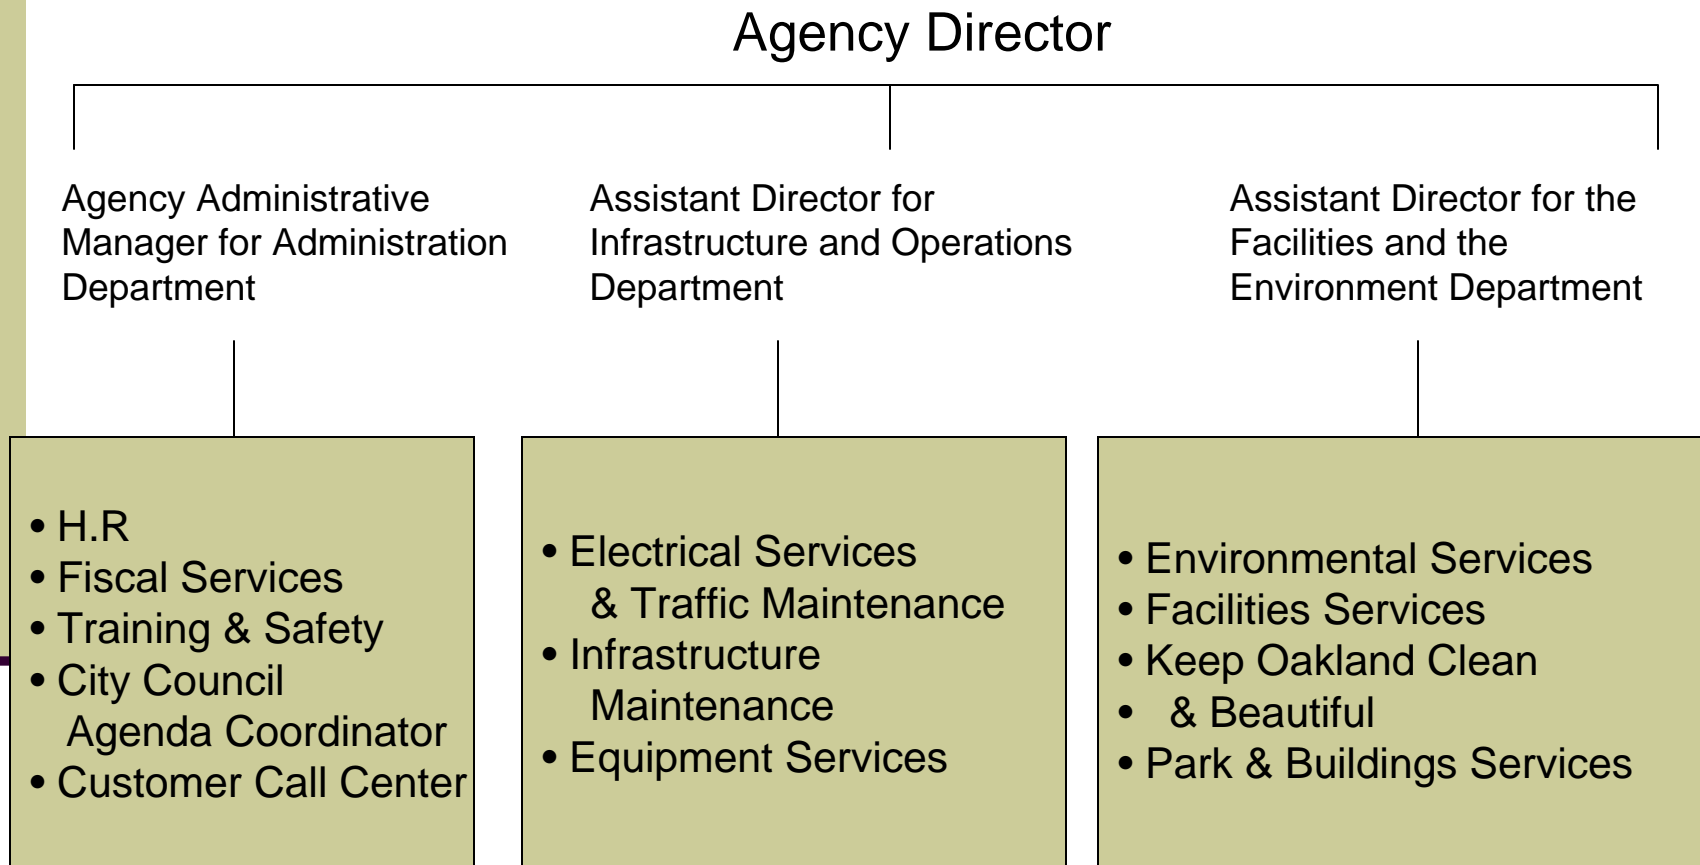 Agency Director
Agency Administrative
Manager for Administration
Department
Assistant Director for
Infrastructure and Operations
Department
Assistant Director for the
Facilities and the
Environment Department
• H.R
• Fiscal Services
• Training & Safety
• City Council
Agenda Coordinator
• Customer Call Center
• Electrical Services
& Traffic Maintenance
• Infrastructure
Maintenance
• Equipment Services
• Environmental Services
• Facilities Services
• Keep Oakland Clean
• & Beautiful
• Park & Buildings Services